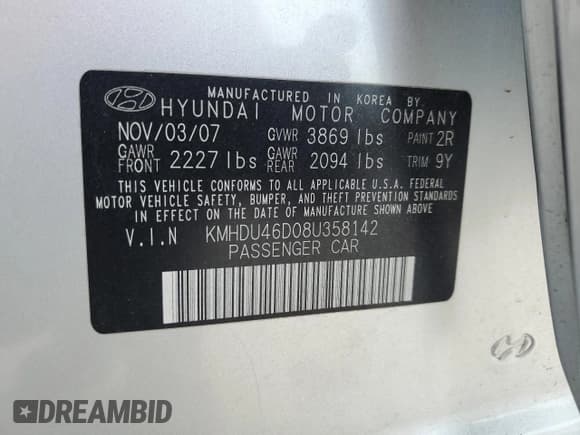 MANUFACTURED IN KOREA BY
HYUNDAI MOTOR COMPANY
NOV/03/07 GVWR 3869 lbs PAINT 2R
GAWR FRONT 2227 lbs GAWR REAR 2094 lbs TRIM 9Y
THIS VEHICLE CONFORMS TO ALL APPLICABLE U.S.A. FEDERAL
MOTOR VEHICLE SAFETY, BUMPER, AND THEFT PREVENTION STANDARDS
IN EFFECT ON THE DATE OF MANUFACTURE SHOWN ABOVE.
V.I.N KMHDU46D08U358142
PASSENGER CAR
DREAMBID